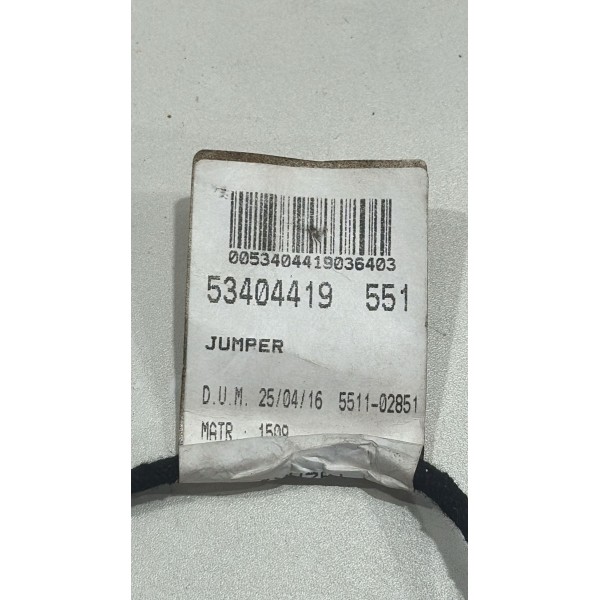 0053404419036403
53404419 551
JUMPER
D.U.M. 25/04/16 5511-02851
MATR : 1509